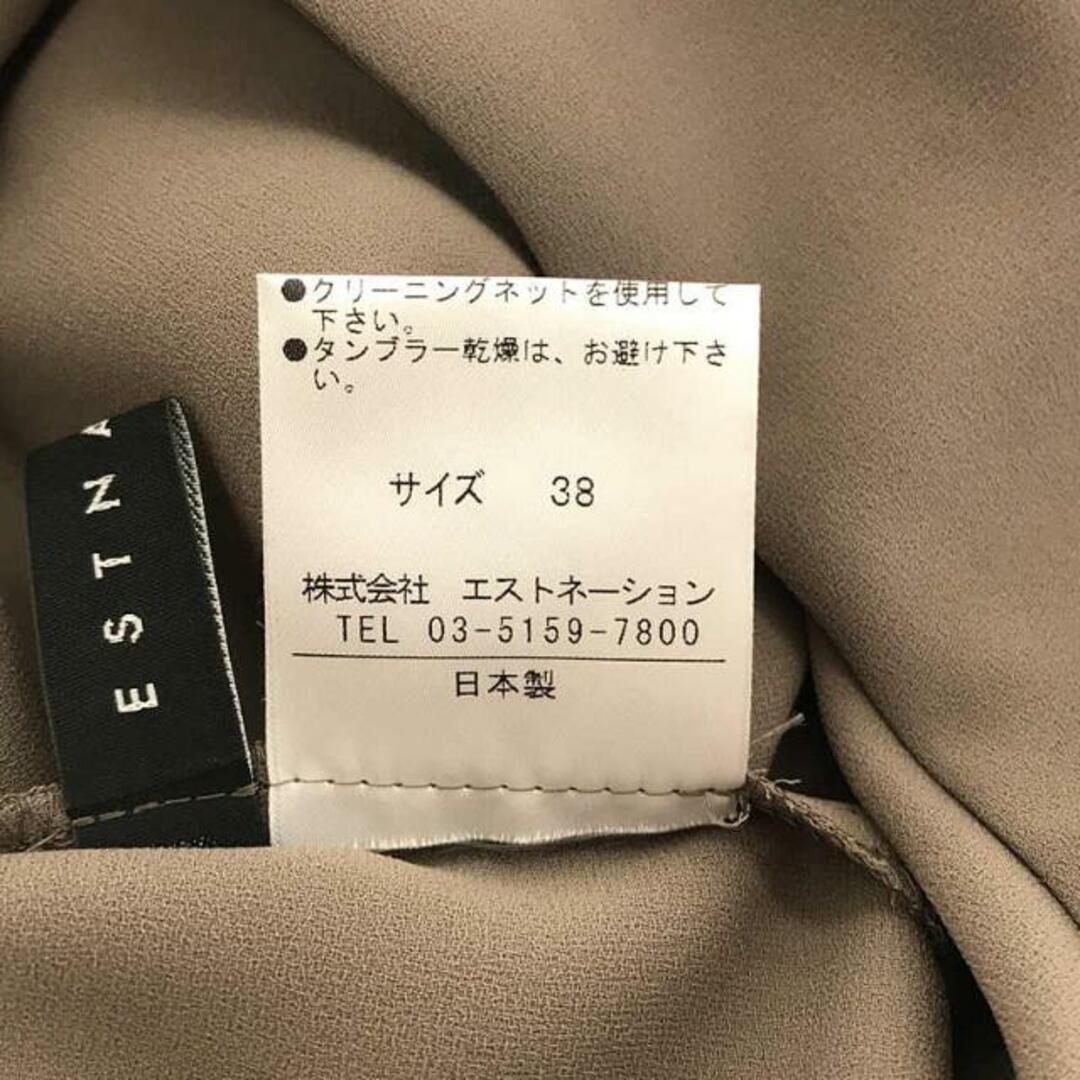 ●クリーニングネットを使用して
下さい。
●タンブラー乾燥は、お避け下さ
い。
サイズ 38
株式会社 エストネーション
TEL 03-5159-7800
日本製
ESTNA